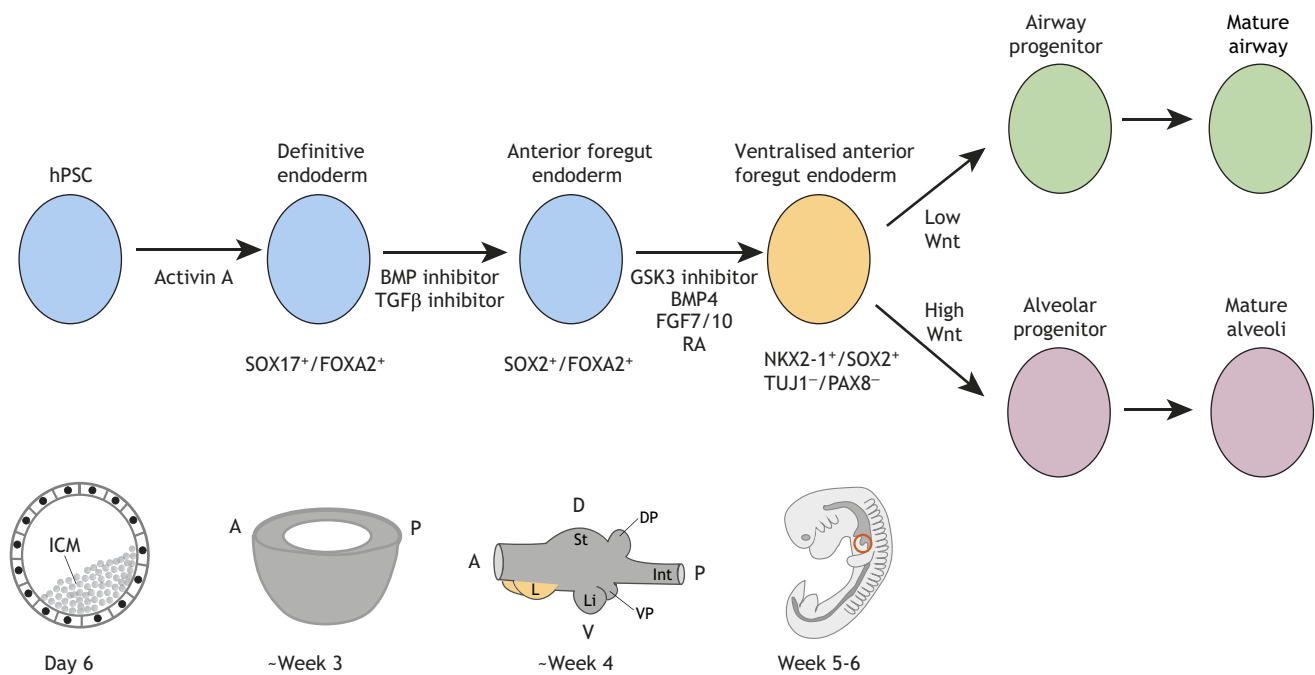 Airway
progenitor
Mature
airway
hPSC
Definitive
endoderm
Anterior foregut
endoderm
Ventralised anterior
foregut endoderm
Activin A
BMP inhibitor
TGFβ inhibitor
GSK3 inhibitor
BMP4
FGF7/10
RA
Low
Wnt
High
Wnt
Alveolar
progenitor
Mature
alveoli
SOX17⁺/FOXA2⁺
SOX2⁺/FOXA2⁺
NKX2-1⁺/SOX2⁺
TUJ1⁻/PAX8⁻
ICM
A
P
D
St
DP
A
Int
P
L
Li
VP
V
Day 6
~Week 3
~Week 4
Week 5-6